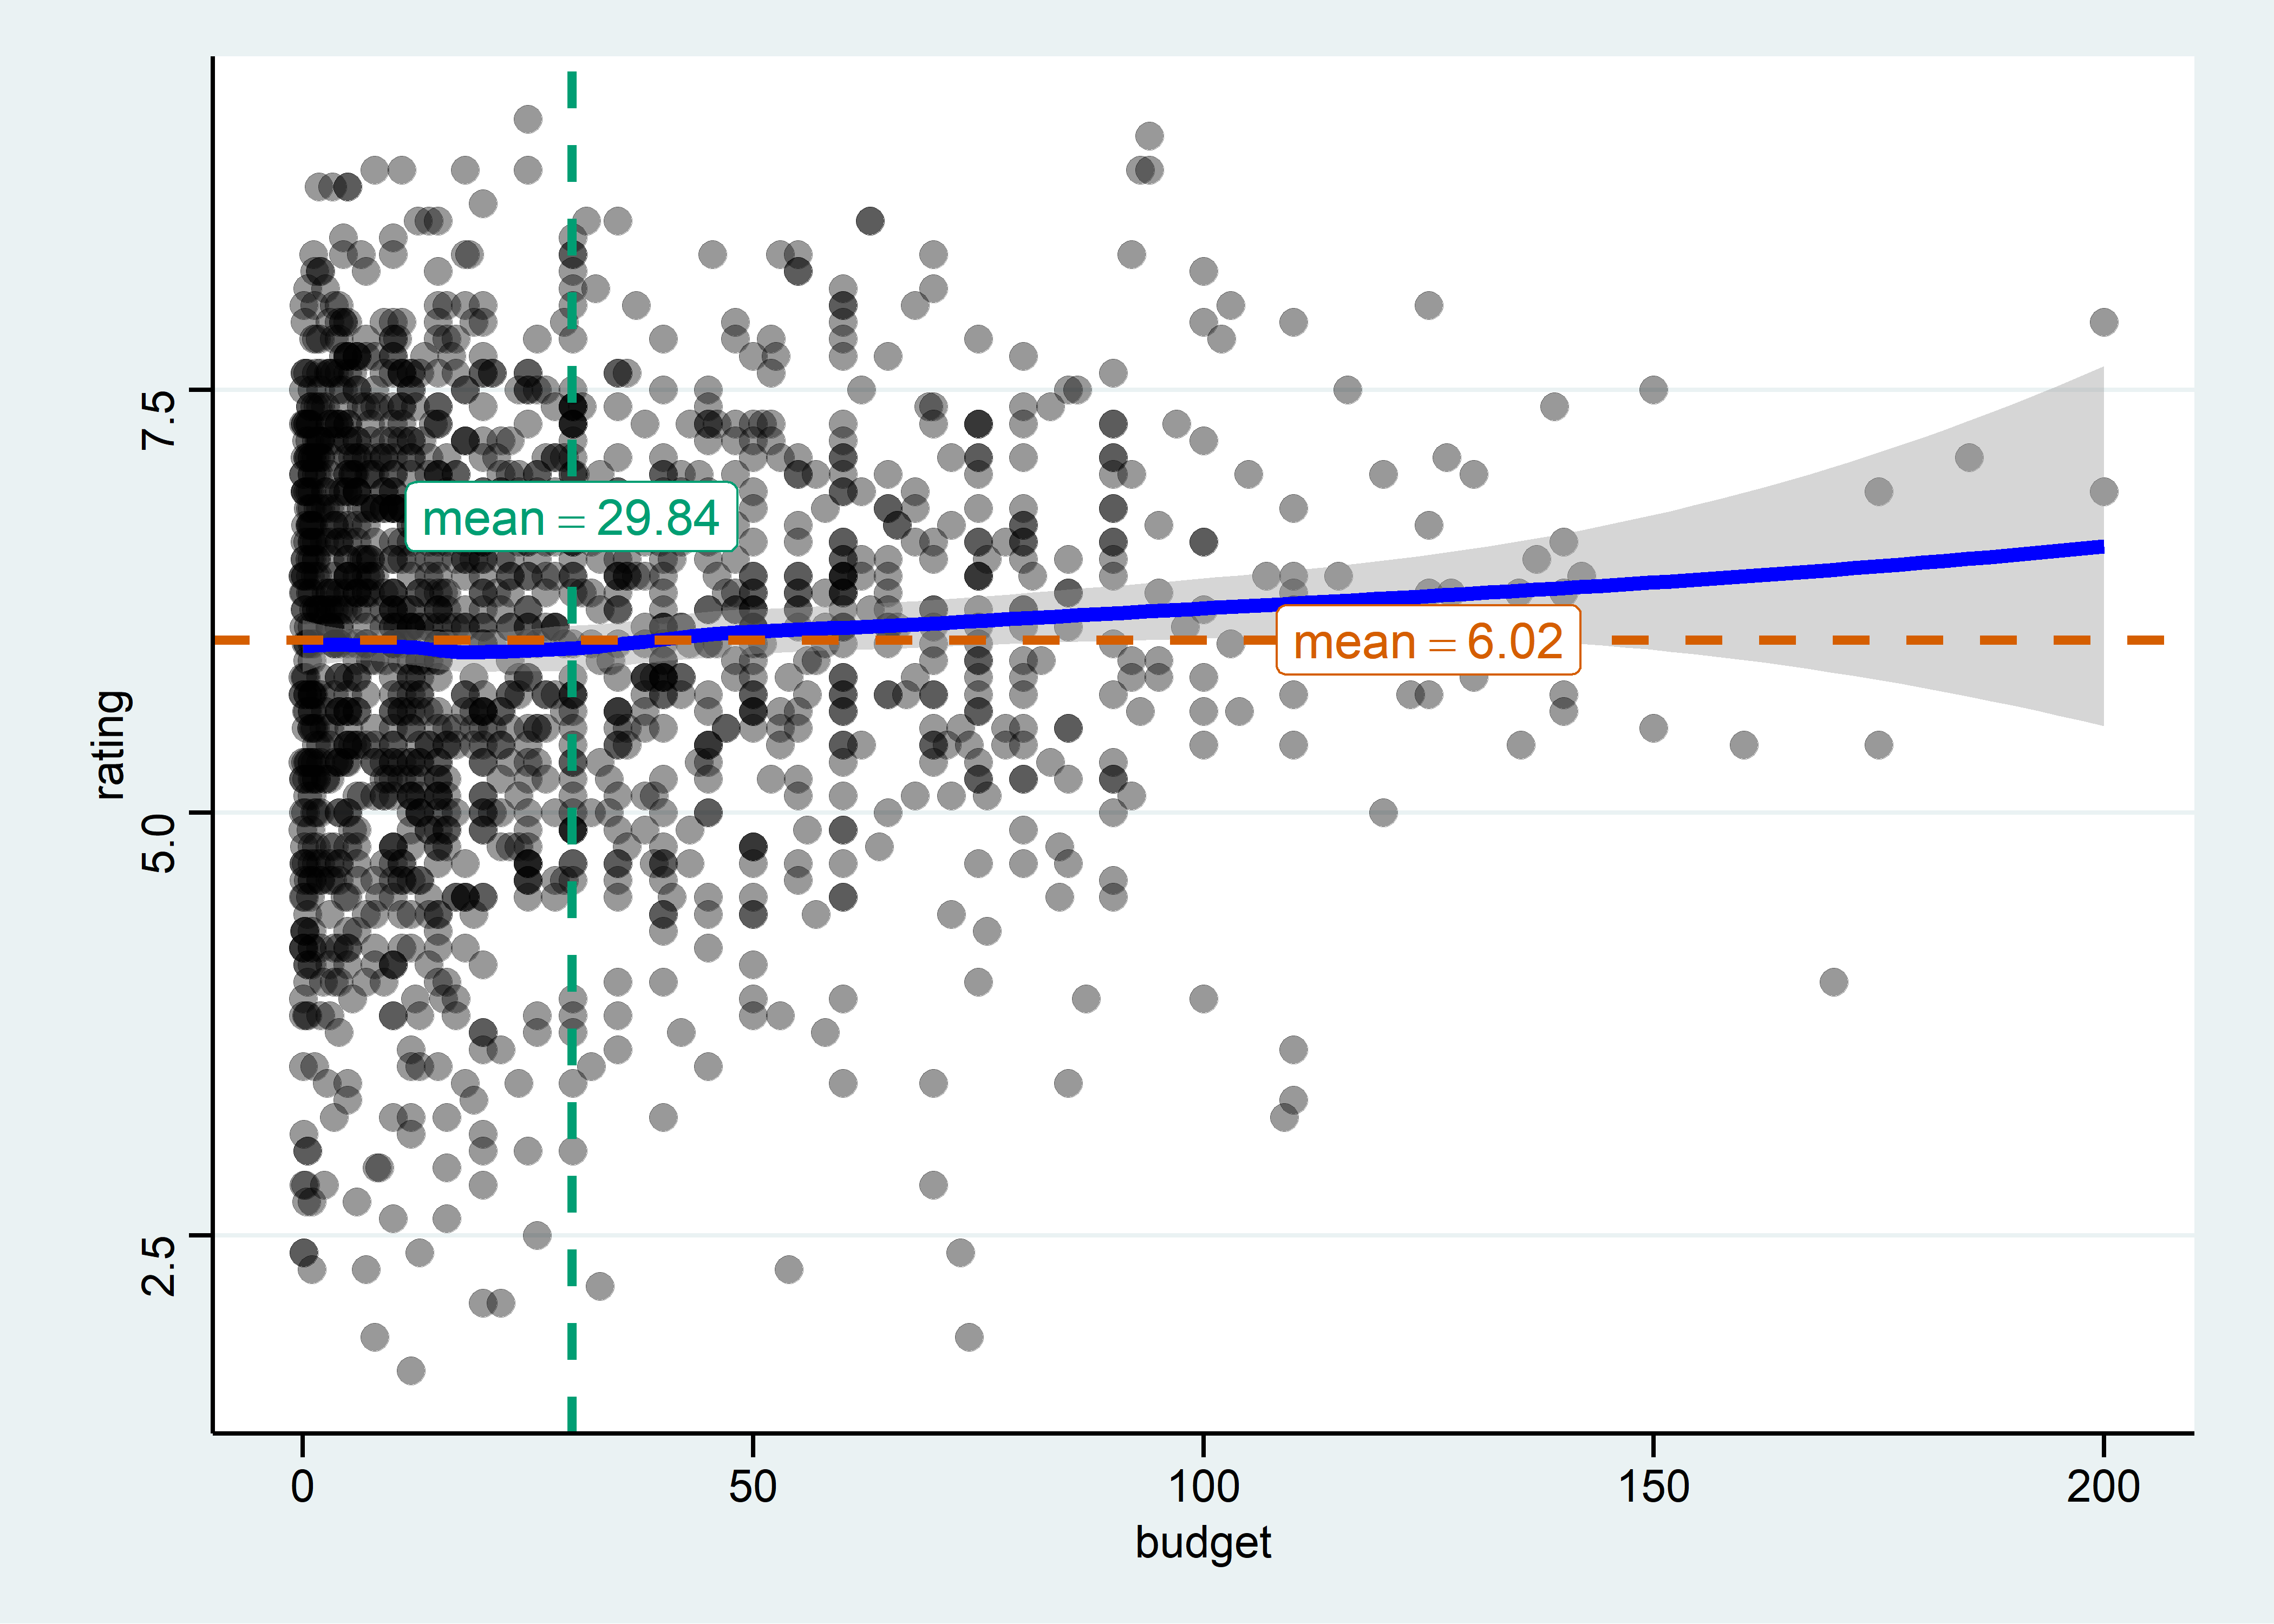 rating
7.5
5.0
2.5
mean = 29.84
mean = 6.02
0 50 100 150 200
budget